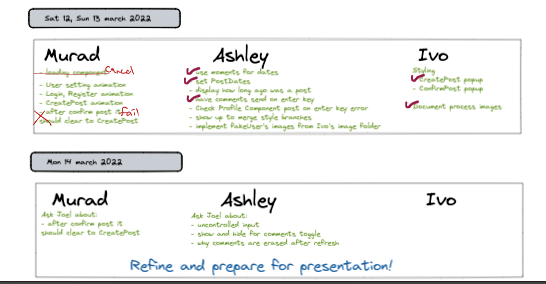 Sat 12, Sun 13 march 2022
Murad
- loading component cancel
- User setting animation
- Login, Register animation
- CreatePost animation
- after confirm post it fail
should clear to CreatePost
Ashley
- use moments for dates
- set PostDates
- display how long ago was a post
- have comments send on enter key
- Check Profile Component post on enter key error
- show up to merge style branches
- implement FakeUser's images from Ivo's image folder
Ivo
Styling
- CreatePost popup
- ConfirmPost popup
Document process images
Mon 14 march 2022
Murad
Ask Joel about:
- after confirm post it
should clear to CreatePost
Ashley
Ask Joel about:
- uncontrolled input
- show and hide for comments toggle
- why comments are erased after refresh
Ivo
Refine and prepare for presentation!